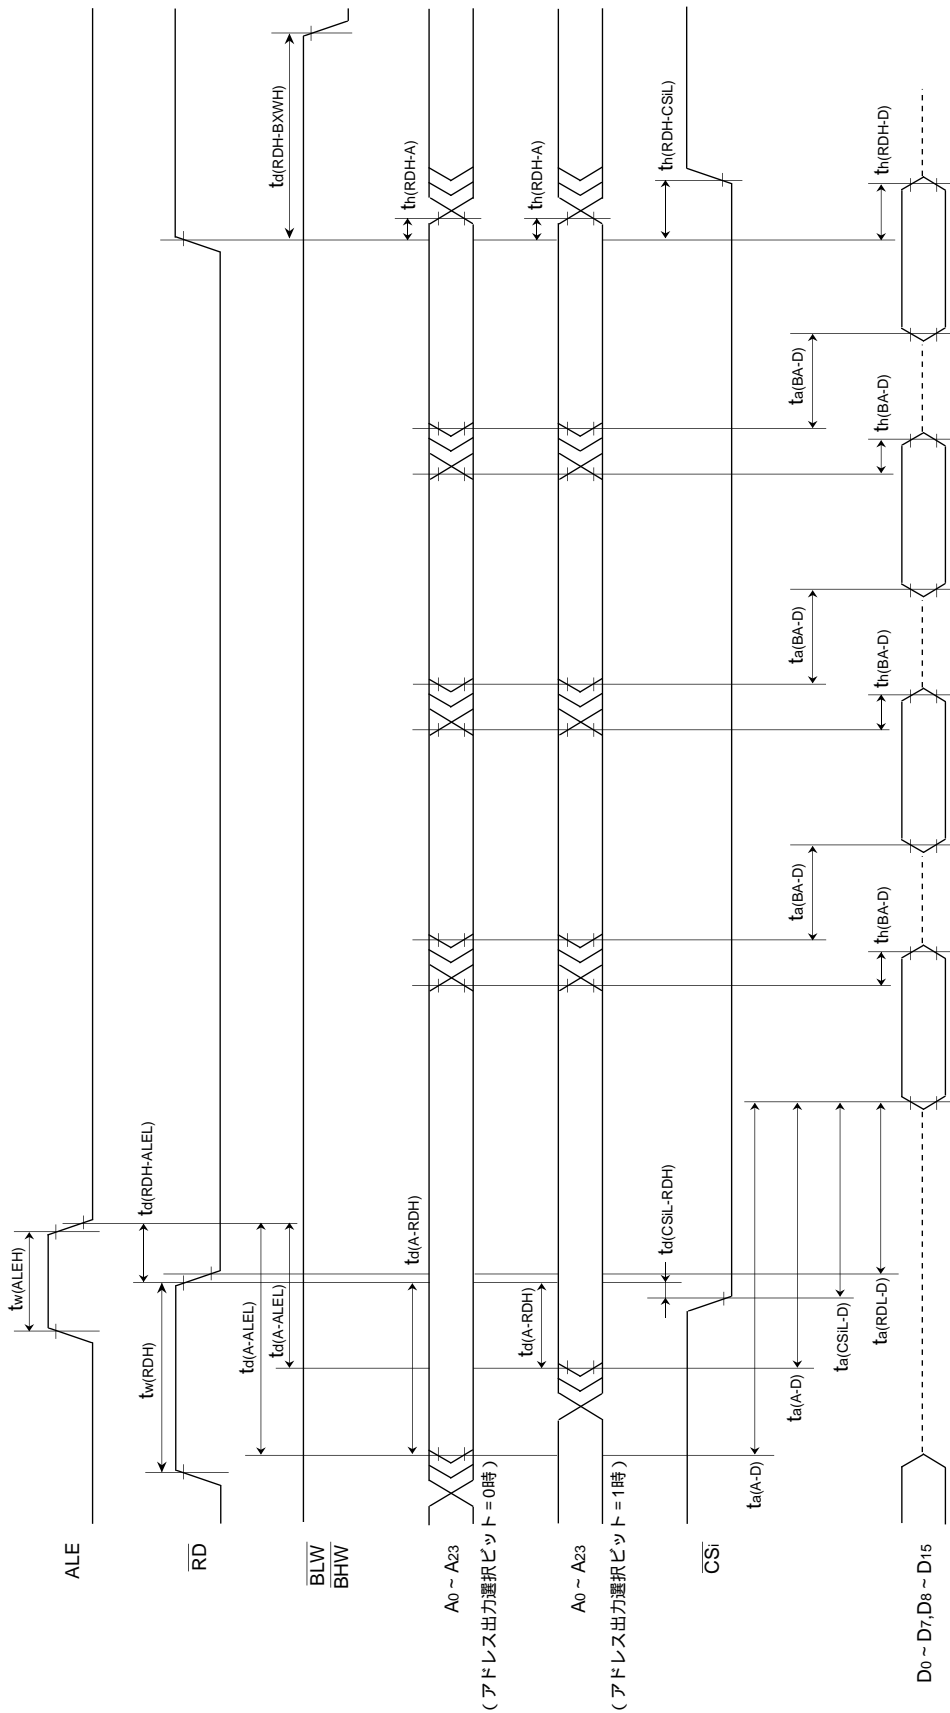 ALE
tw(ALEH)
td(RDH-ALEL)
RD
tw(RDH)
BLW
BHW
td(A-ALEL)
td(A-ALEL)
td(RDH-BXWH)
A0 ~ A23
( アドレス出力選択ビット = 0時 )
td(A-RDH)
th(RDH-A)
A0 ~ A23
( アドレス出力選択ビット = 1時 )
td(A-RDH)
th(RDH-A)
CSi
td(CSiL-RDH)
th(RDH-CSiL)
ta(A-D)
ta(A-D)
ta(CSiL-D)
ta(RDL-D)
ta(BA-D)
ta(BA-D)
ta(BA-D)
th(BA-D)
th(BA-D)
th(BA-D)
th(RDH-D)
D0 ~ D7,D8 ~ D15